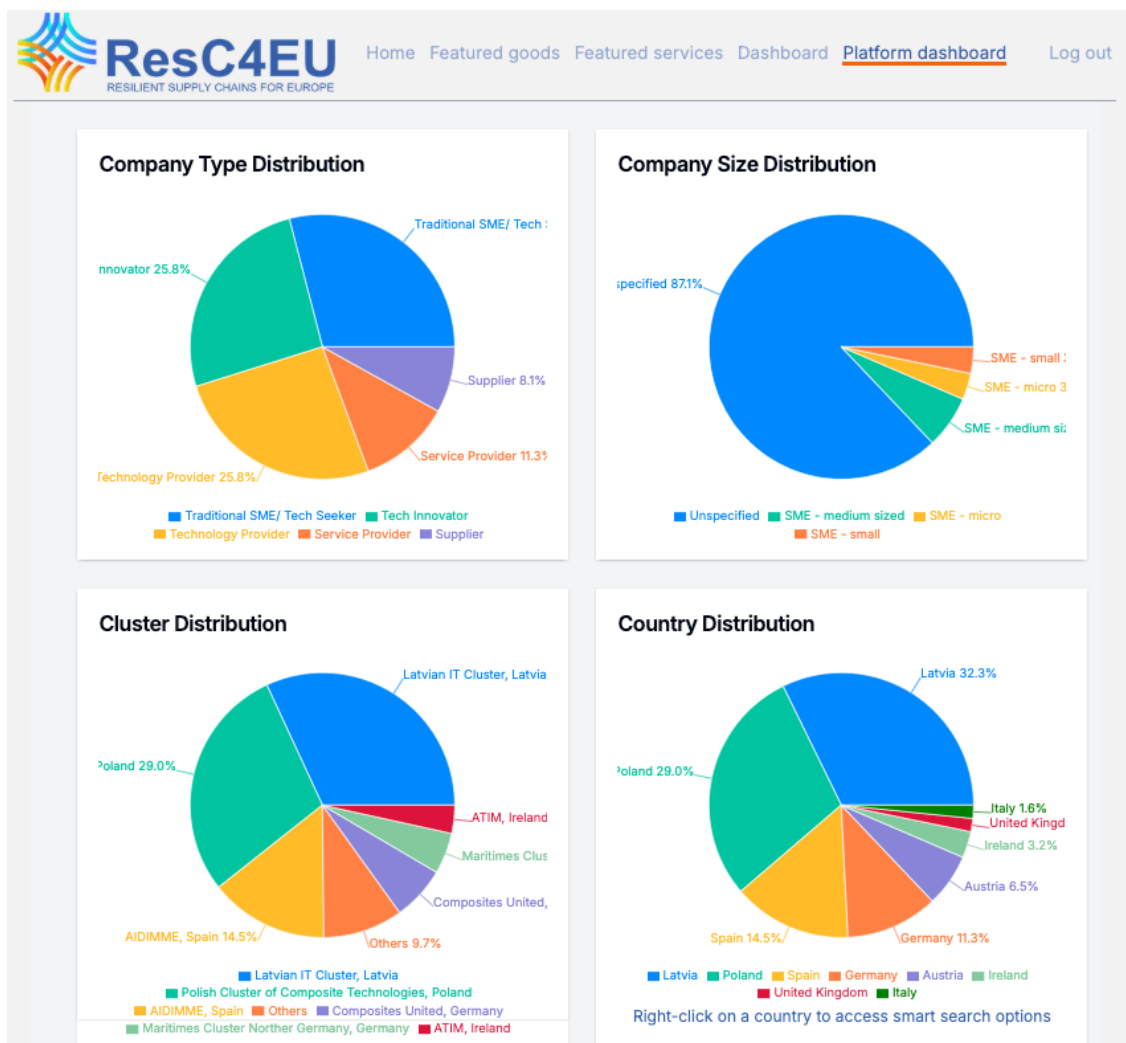 ResC4EU
RESILIENT SUPPLY CHAINS FOR EUROPE
Home Featured goods Featured services Dashboard Platform dashboard Log out
Company Type Distribution
Traditional SME/ Tech
nnovator 25.8%
Supplier 8.1%
Service Provider 11.3%
Technology Provider 25.8%
Traditional SME/ Tech Seeker Tech Innovator
Technology Provider Service Provider Supplier
Company Size Distribution
specified 87.1%
SME - small
SME - micro 3
SME - medium
Unspecified SME - medium sized SME - micro
SME - small
Cluster Distribution
Latvian IT Cluster, Latvia
Poland 29.0%
ATIM, Ireland
Maritimes Clus
Composites United,
AIDIMME, Spain 14.5%
Others 9.7%
Latvian IT Cluster, Latvia
Polish Cluster of Composite Technologies, Poland
AIDIMME, Spain Others Composites United, Germany
Maritimes Cluster Norther Germany, Germany ATIM, Ireland
Country Distribution
Latvia 32.3%
Poland 29.0%
Italy 1.6%
United Kingd
Ireland 3.2%
Austria 6.5%
Spain 14.5%
Germany 11.3%
Latvia Poland Spain Germany Austria Ireland
United Kingdom Italy
Right-click on a country to access smart search options